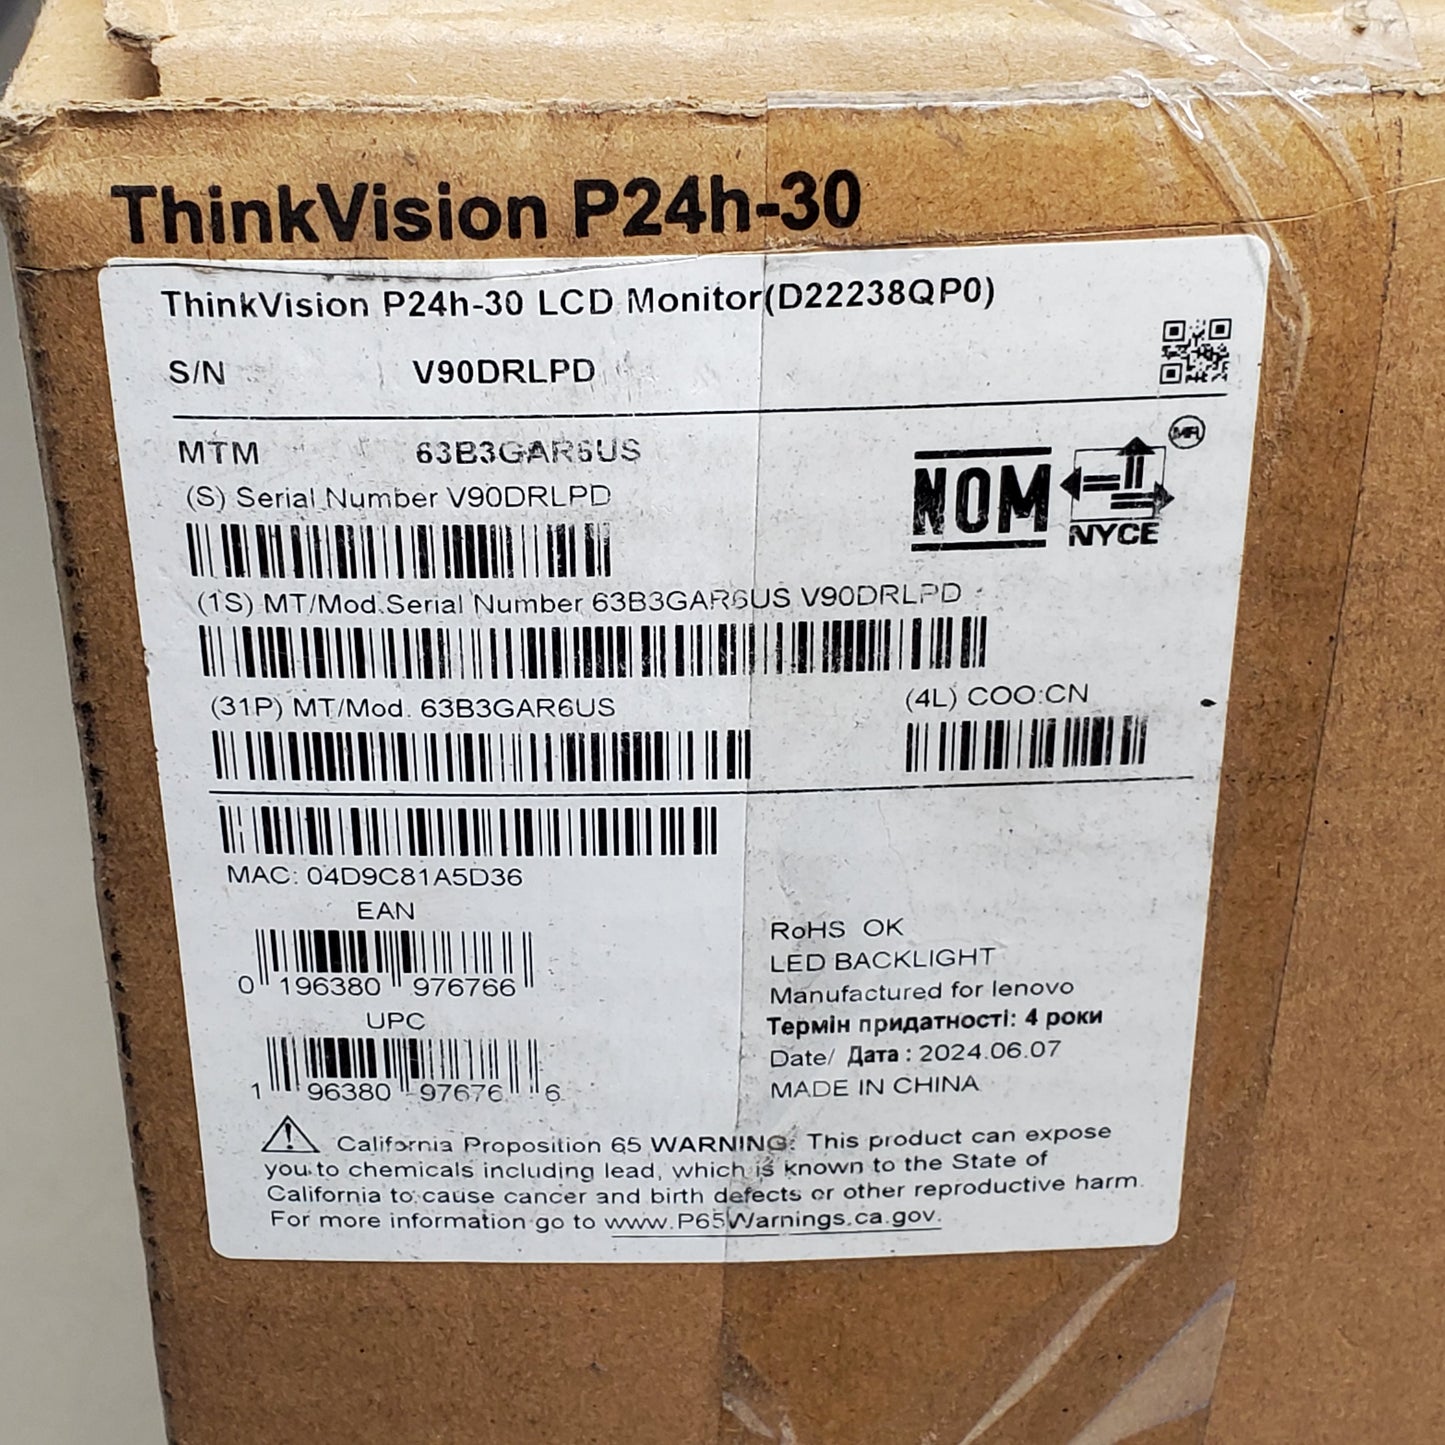 ThinkVision P24h-30
ThinkVision P24h-30 LCD Monitor(D22238QP0)
S/N V90DRLPD
MTM 63B3GAR6US
(S) Serial Number V90DRLPD
(1S) MT/Mod.Serial Number 63B3GAR6US V90DRLPD
(31P) MT/Mod. 63B3GAR6US
(4L) COO:CN
NOM
NYCE
MR
MAC: 04D9C81A5D36
EAN
0 196380 976766
UPC
1 96380 97676 6
RoHS OK
LED BACKLIGHT
Manufactured for lenovo
Термін придатності: 4 роки
Date/ Дата : 2024.06.07
MADE IN CHINA
California Proposition 65 WARNING: This product can expose
you to chemicals including lead, which is known to the State of
California to cause cancer and birth defects or other reproductive harm.
For more information go to www.P65Warnings.ca.gov.